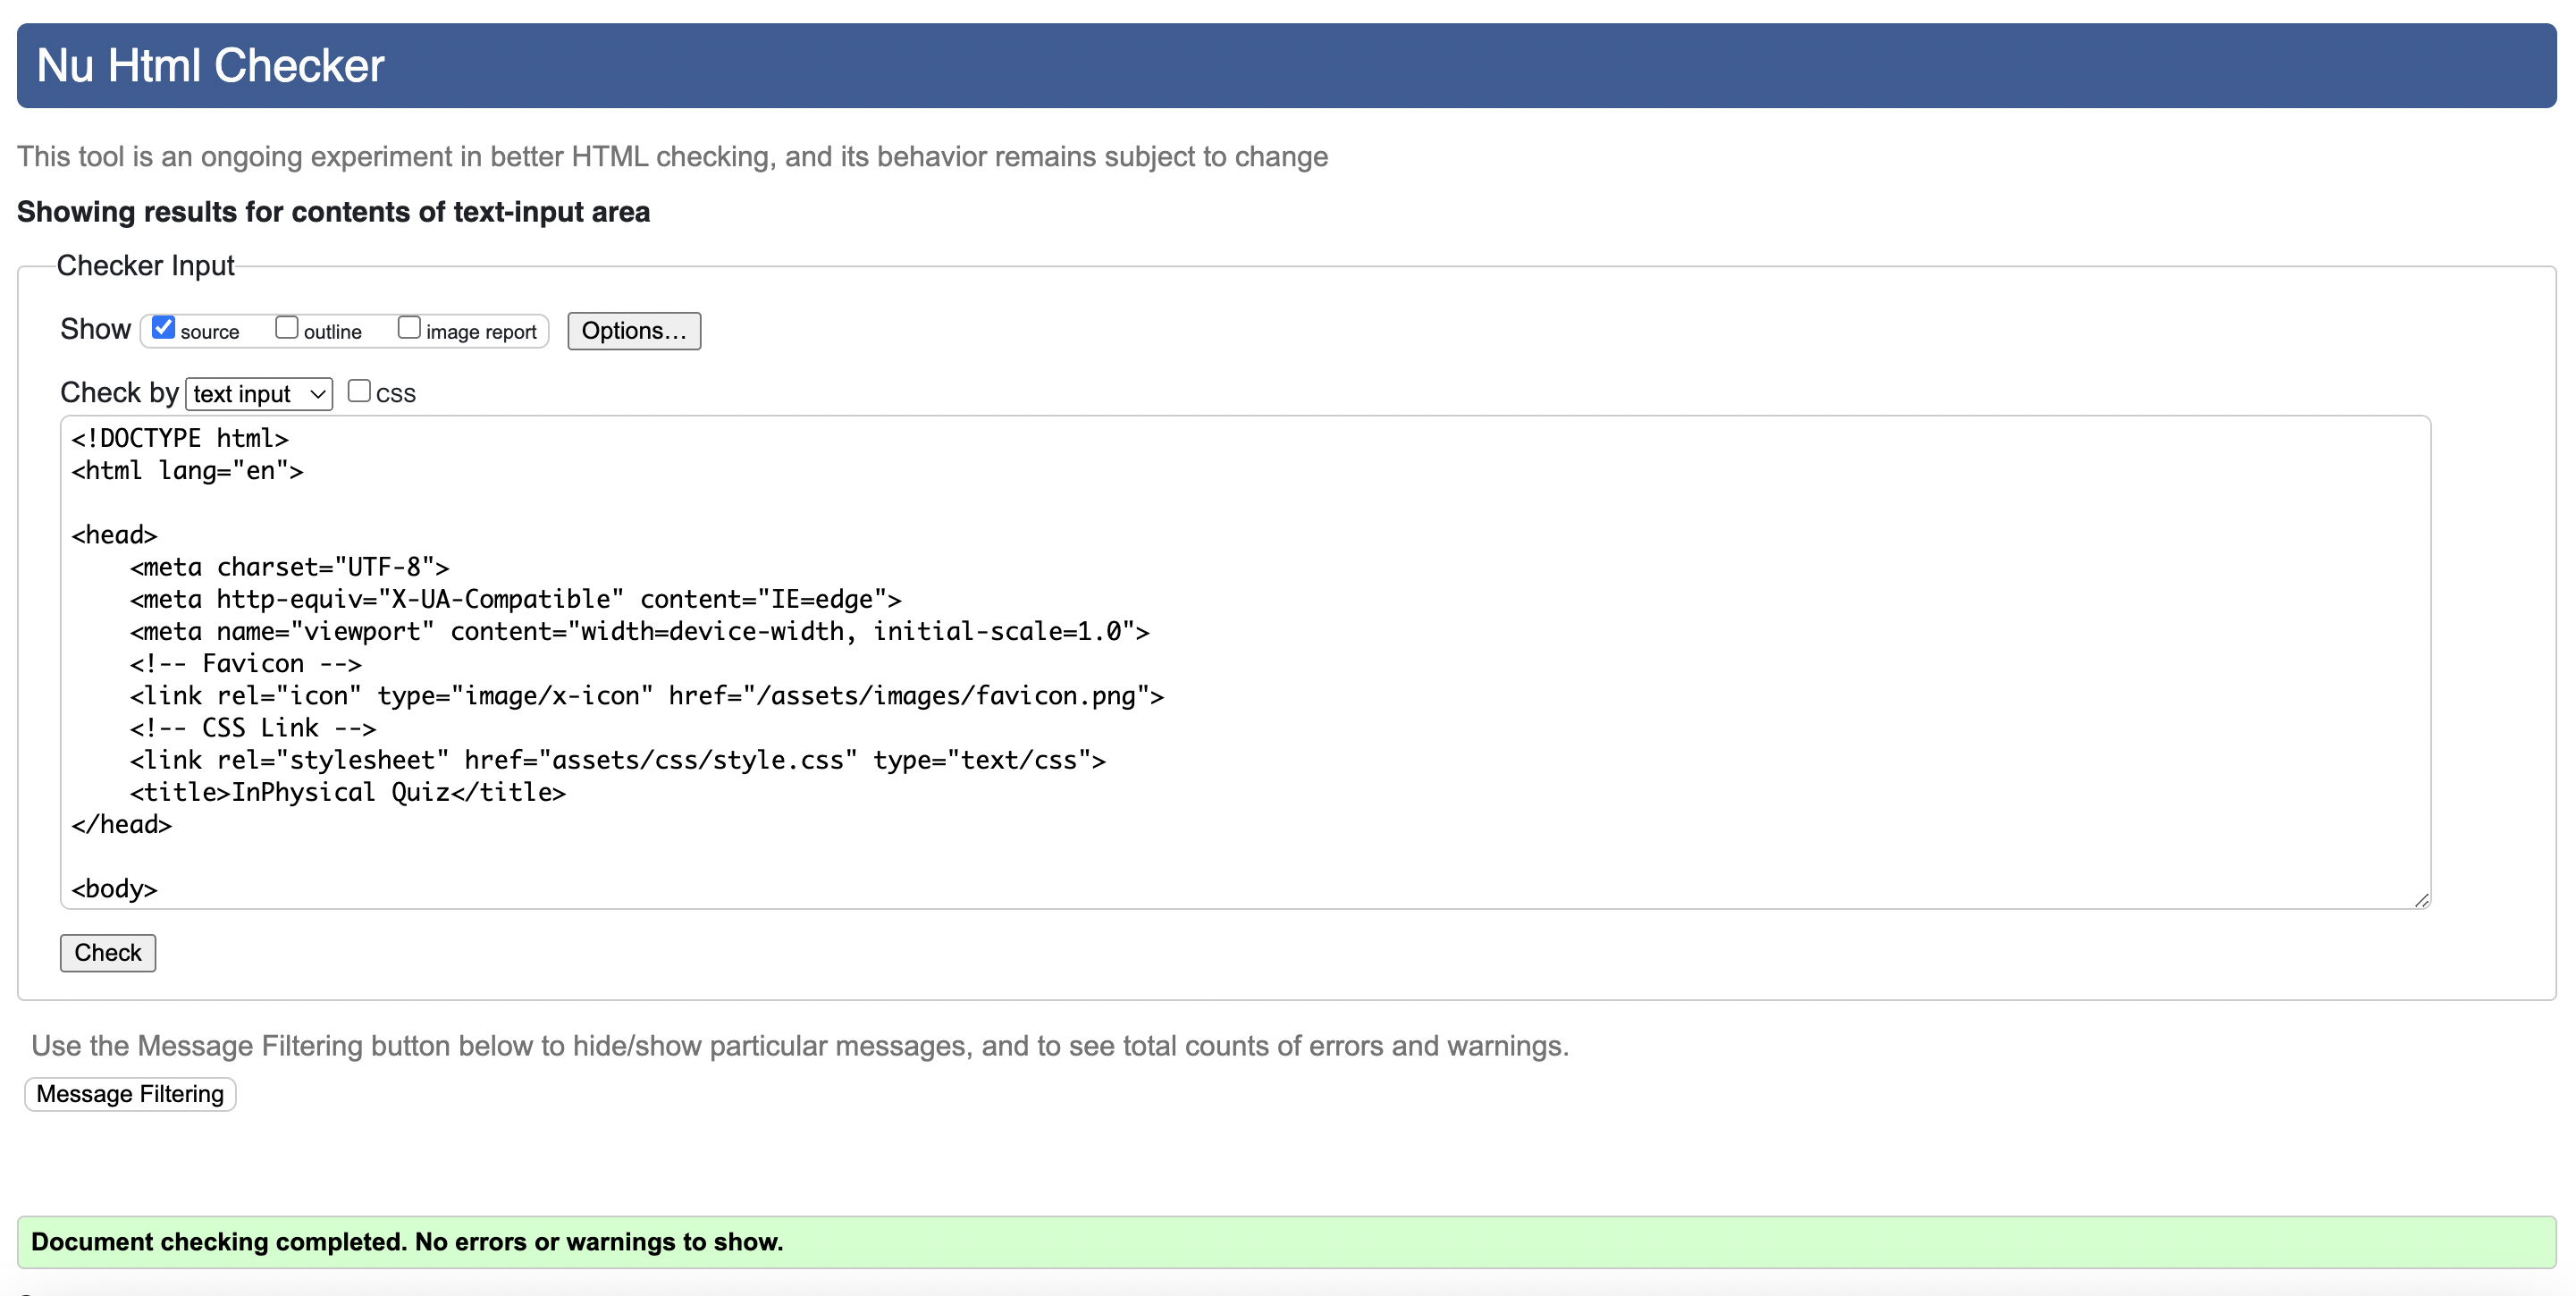 Nu Html Checker
This tool is an ongoing experiment in better HTML checking, and its behavior remains subject to change
Showing results for contents of text-input area
Checker Input
Show source outline image report Options...
Check by text input CSS
<!DOCTYPE html>
<html lang="en">
<head>
    <meta charset="UTF-8">
    <meta http-equiv="X-UA-Compatible" content="IE=edge">
    <meta name="viewport" content="width=device-width, initial-scale=1.0">
    <!-- Favicon -->
    <link rel="icon" type="image/x-icon" href="/assets/images/favicon.png">
    <!-- CSS Link -->
    <link rel="stylesheet" href="assets/css/style.css" type="text/css">
    <title>InPhysical Quiz</title>
</head>
<body>
Check
Use the Message Filtering button below to hide/show particular messages, and to see total counts of errors and warnings.
Message Filtering
Document checking completed. No errors or warnings to show.